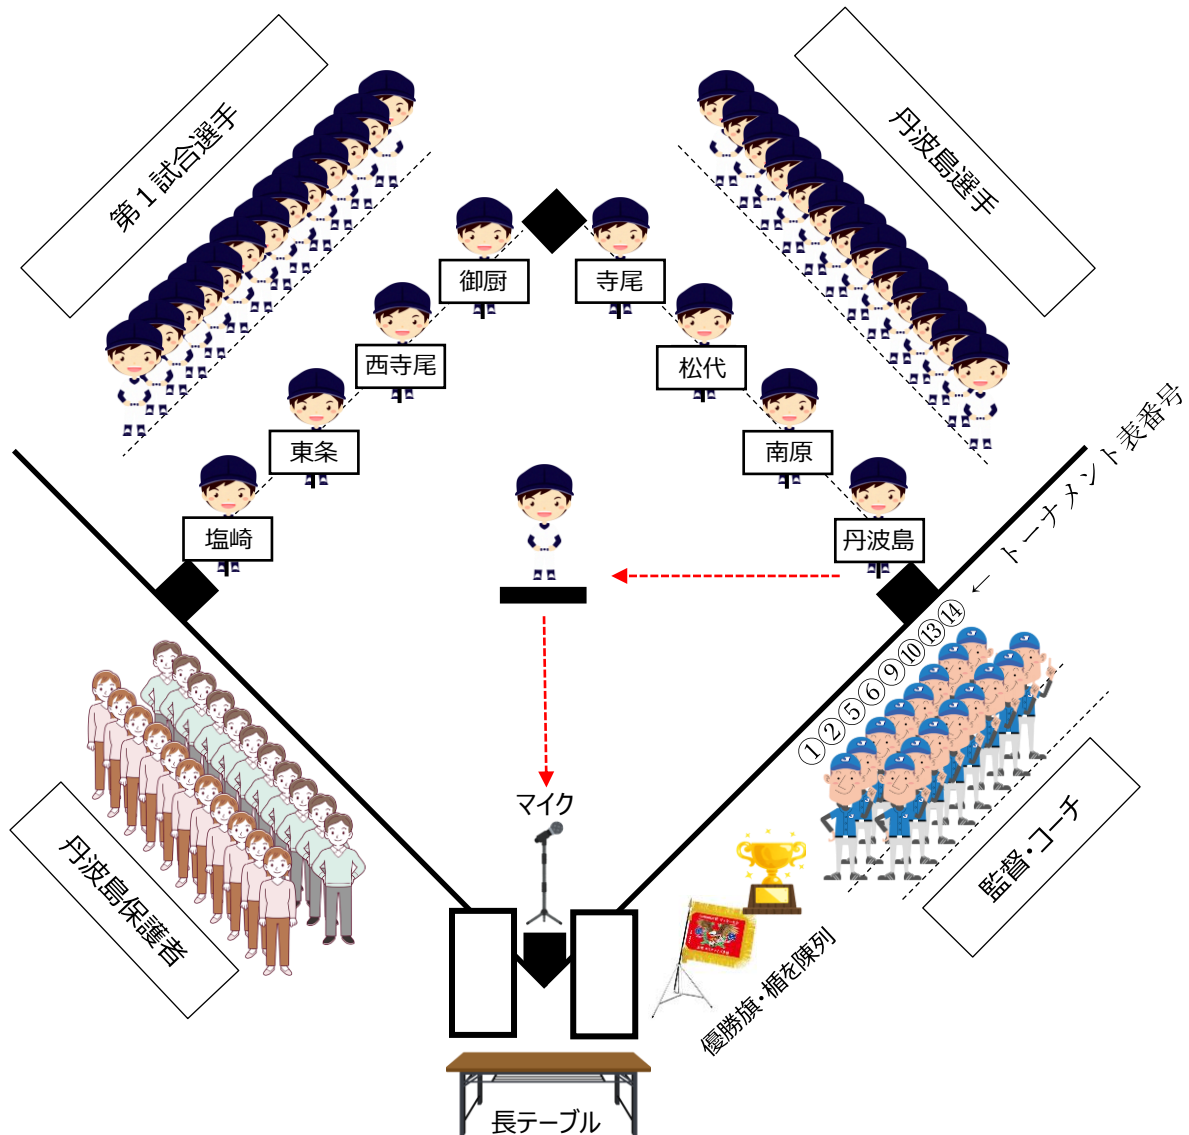 第1試合選手
丹波島選手
御厨
寺尾
西寺尾
松代
東条
南原
塩崎
丹波島
← トーナメント表番号
①②⑤⑥⑨⑩⑬⑭
マイク
丹波島保護者
監督・コーチ
優勝旗・楯を陳列
長テーブル